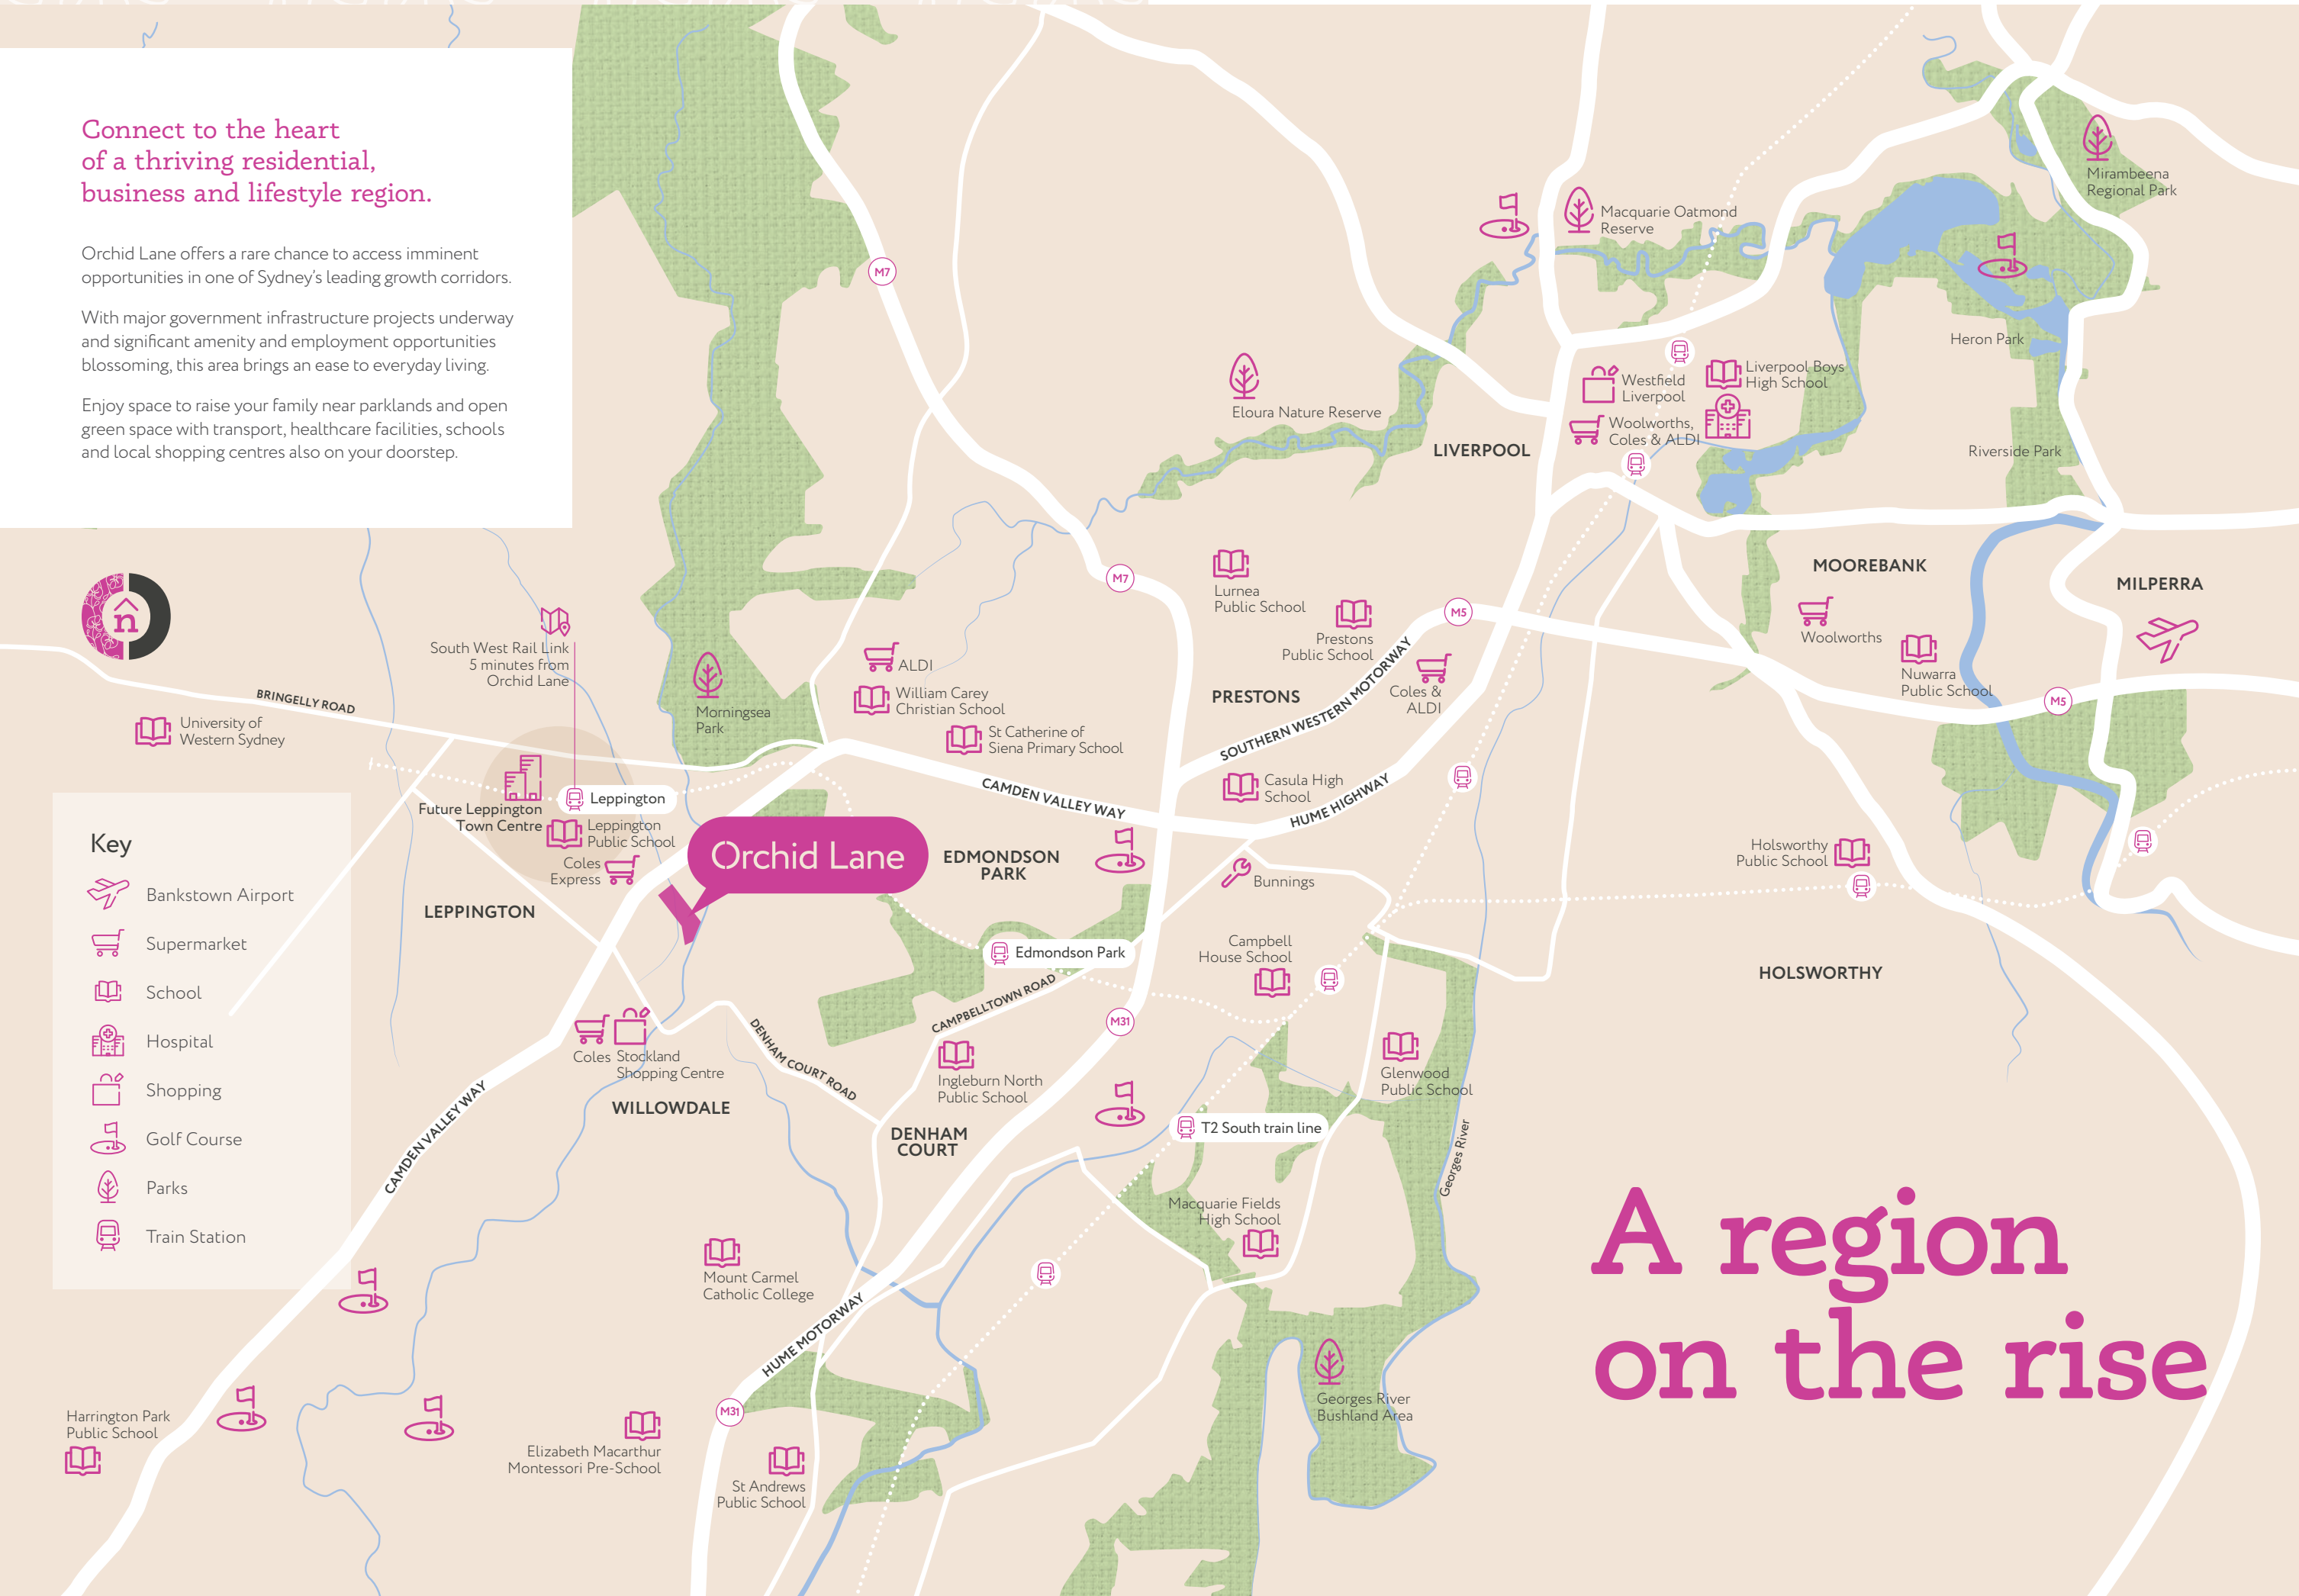 Connect to the heart
of a thriving residential,
business and lifestyle region.
Orchid Lane offers a rare chance to access imminent
opportunities in one of Sydney's leading growth corridors.
With major government infrastructure projects underway
and significant amenity and employment opportunities
blossoming, this area brings an ease to everyday living.
Enjoy space to raise your family near parklands and open
green space with transport, healthcare facilities, schools
and local shopping centres also on your doorstep.
Mirambeena
Regional Park
Macquarie Oatmond
Reserve
M7
Heron Park
Liverpool Boys
High School
Westfield
Liverpool
Eloura Nature Reserve
Woolworths,
Coles & ALDI
LIVERPOOL
Riverside Park
n
M7
Lurnea
Public School
MOOREBANK
MILPERRA
M5
Prestons
Public School
Woolworths
South West Rail Link
5 minutes from
Orchid Lane
ALDI
William Carey
Christian School
Nuwarra
Public School
M5
BRINGELLY ROAD
Morningsea
Park
PRESTONS
Coles &
ALDI
SOUTHERN WESTERN MOTORWAY
University of
Western Sydney
St Catherine of
Siena Primary School
Casula High
School
CAMDEN VALLEY WAY
HUME HIGHWAY
Leppington
Future Leppington
Town Centre
Leppington
Public School
Coles
Express
Orchid Lane
EDMONDSON
PARK
Bunnings
Holsworthy
Public School
LEPPINGTON
Edmondson Park
Campbell
House School
HOLSWORTHY
CAMPBELLTOWN ROAD
M31
Key
Bankstown Airport
Supermarket
School
Hospital
Shopping
Golf Course
Parks
Train Station
Coles
Stockland
Shopping Centre
DENHAM COURT ROAD
Ingleburn North
Public School
Glenwood
Public School
WILLOWDALE
DENHAM
COURT
T2 South train line
CAMDEN VALLEY WAY
Georges River
Macquarie Fields
High School
Mount Carmel
Catholic College
HUME MOTORWAY
A region
on the rise
Georges River
Bushland Area
M31
Harrington Park
Public School
Elizabeth Macarthur
Montessori Pre-School
St Andrews
Public School